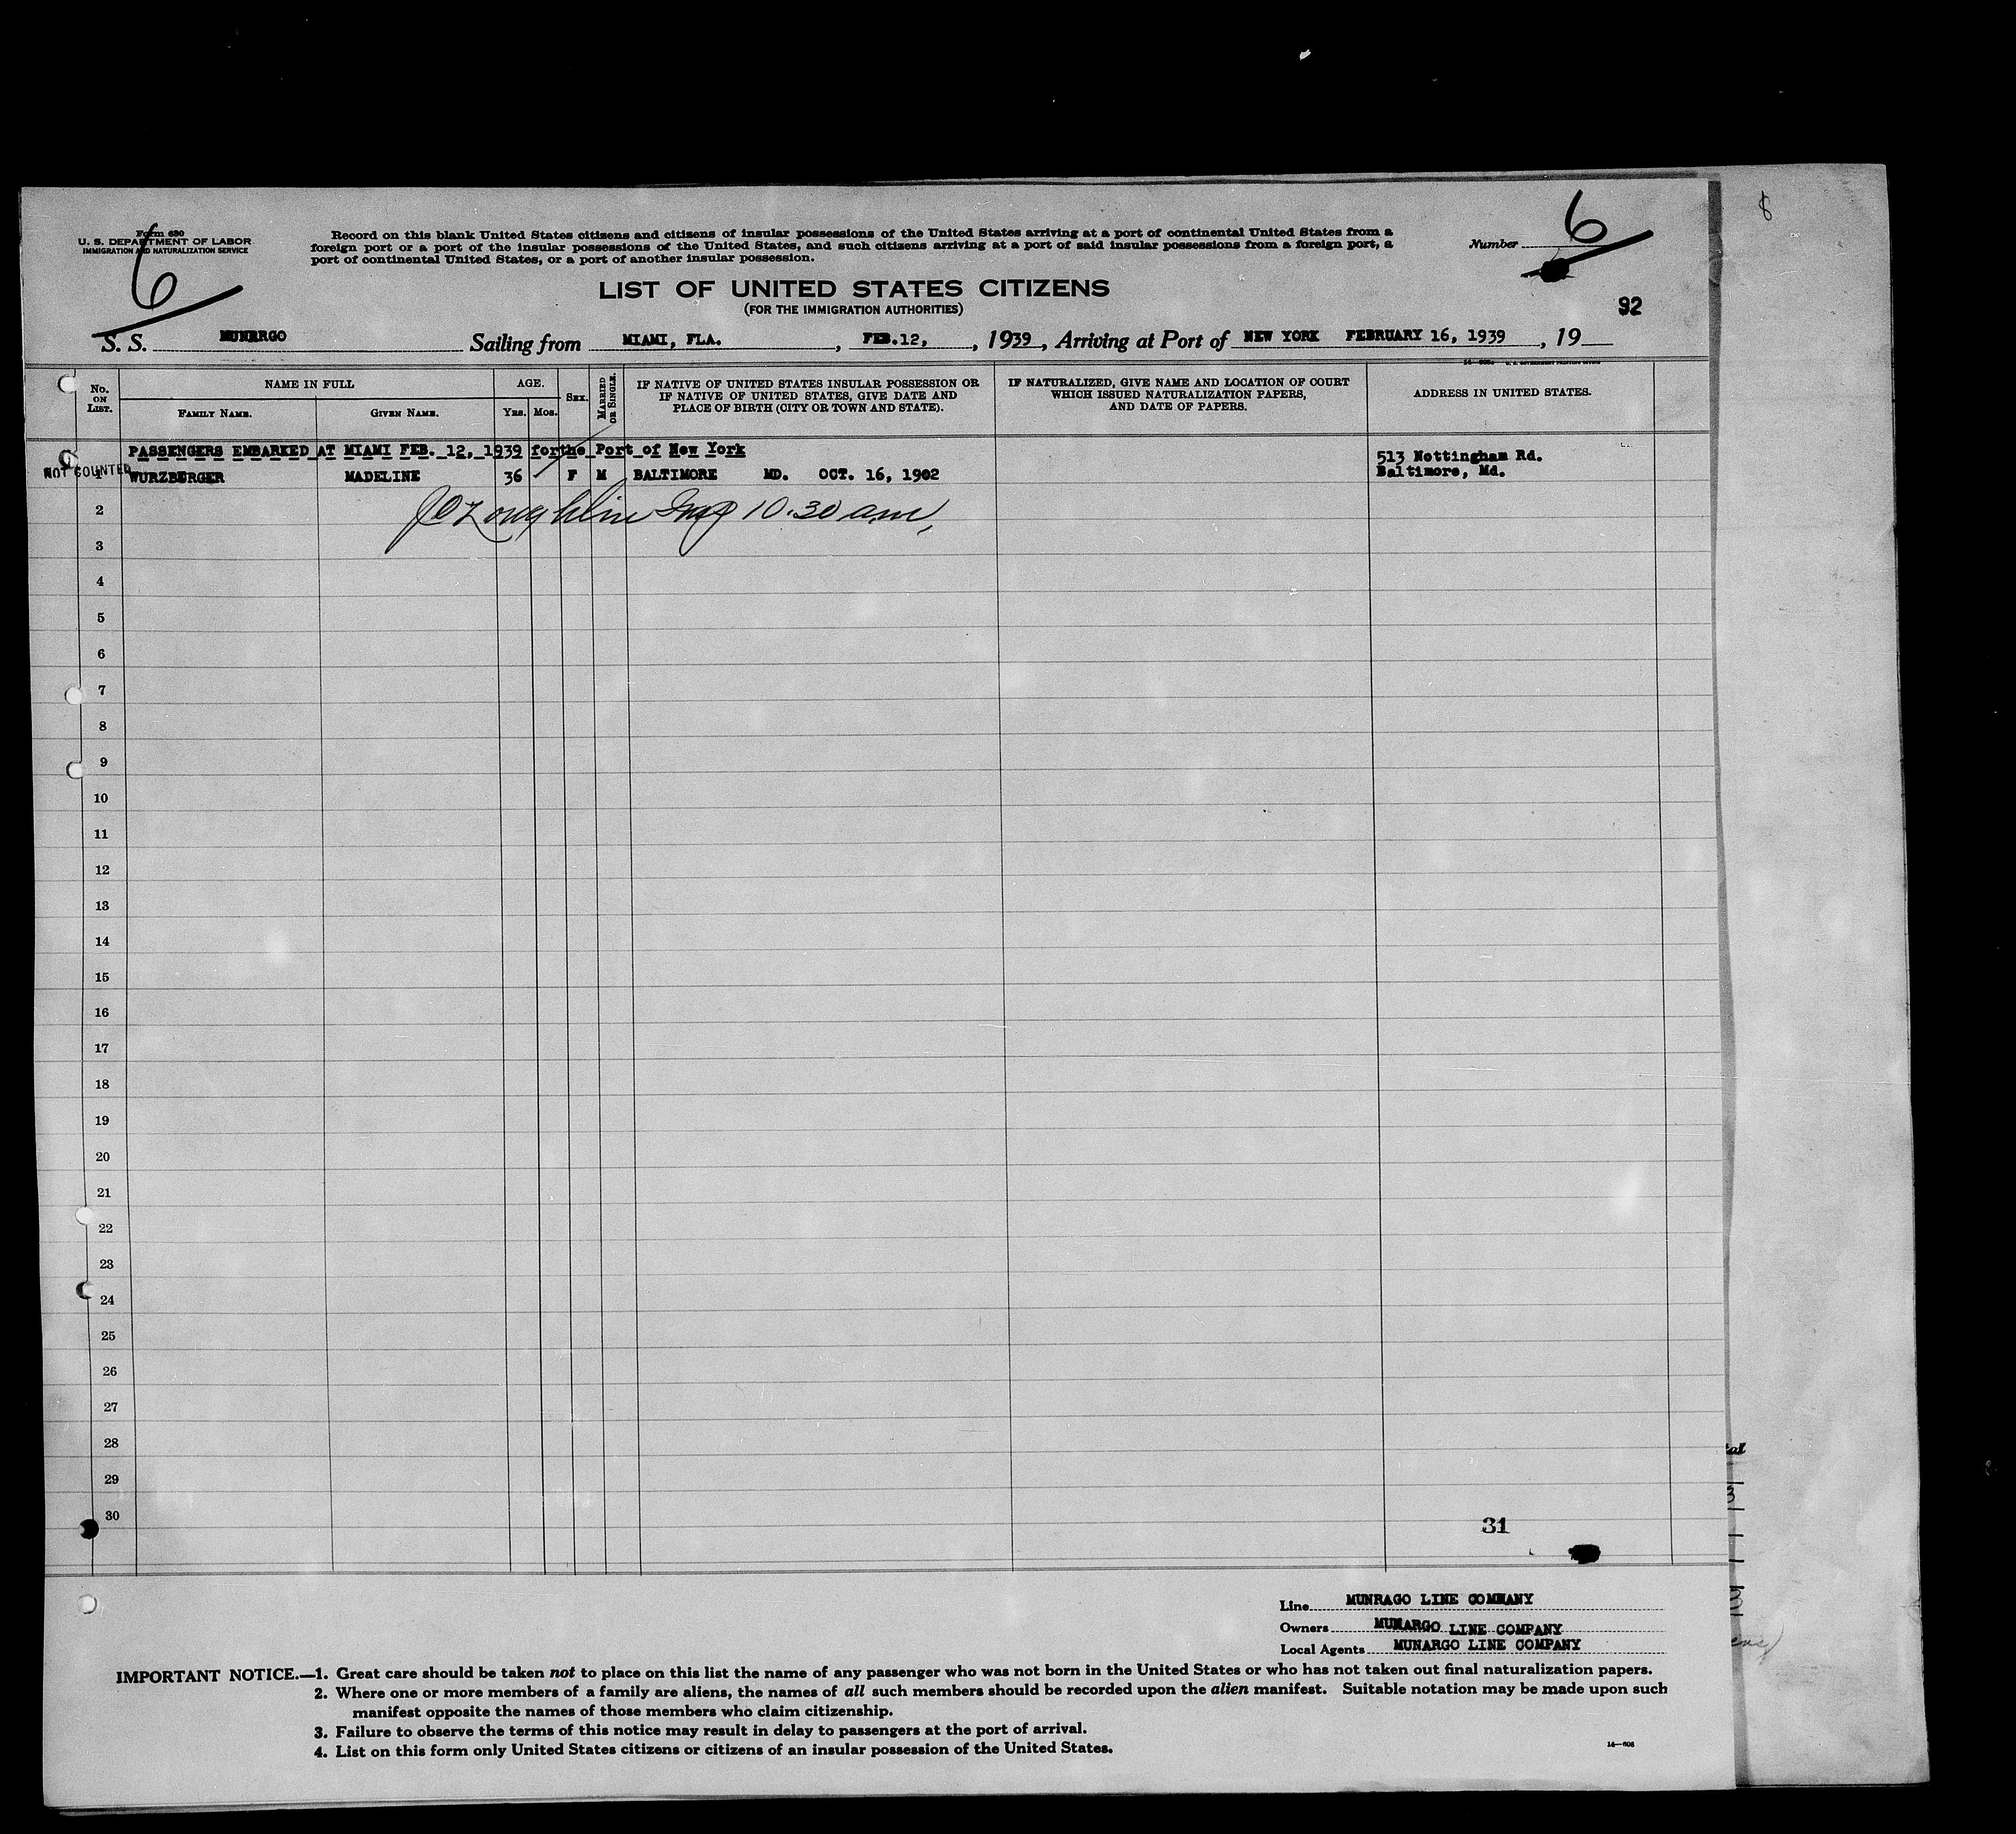 Form 630
U. S. DEPARTMENT OF LABOR
IMMIGRATION AND NATURALIZATION SERVICE
6
Record on this blank United States citizens and citizens of insular possessions of the United States arriving at a port of continental United States from a
foreign port or a port of the insular possessions of the United States, and such citizens arriving at a port of said insular possessions from a foreign port, a
port of continental United States, or a port of another insular possession.
Number 6
8
LIST OF UNITED STATES CITIZENS
(FOR THE IMMIGRATION AUTHORITIES)
92
S. S. MUNRRGO Sailing from MIAMI, FLA. , FEB.12, , 1939 , Arriving at Port of NEW YORK FEBRUARY 16, 1939 , 19
No. ON LIST.
NAME IN FULL
FAMILY NAME.
GIVEN NAME.
AGE.
YRS. MOS.
SEX.
MARRIED OR SINGLE.
IF NATIVE OF UNITED STATES INSULAR POSSESSION OR
IF NATIVE OF UNITED STATES, GIVE DATE AND
PLACE OF BIRTH (CITY OR TOWN AND STATE).
IF NATURALIZED, GIVE NAME AND LOCATION OF COURT
WHICH ISSUED NATURALIZATION PAPERS,
AND DATE OF PAPERS.
ADDRESS IN UNITED STATES.
PASSENGERS EMBARKED AT MIAMI FEB. 12, 1939 forthe Port of New York
NOT COUNTED
1 WURZBURGER MADELINE 36 F M BALTIMORE MD. OCT. 16, 1902
513 Nottingham Rd.
Baltimore, Md.
2
Loughlin Insp 10.30 am,
3
4
5
6
7
8
9
10
11
12
13
14
15
16
17
18
19
20
21
22
23
24
25
26
27
28
29
30
31
Line MUNRAGO LINE COMMANY
Owners MUNARGO LINE COMPANY
Local Agents MUNARGO LINE COMPANY
IMPORTANT NOTICE.—1. Great care should be taken not to place on this list the name of any passenger who was not born in the United States or who has not taken out final naturalization papers.
2. Where one or more members of a family are aliens, the names of all such members should be recorded upon the alien manifest. Suitable notation may be made upon such
manifest opposite the names of those members who claim citizenship.
3. Failure to observe the terms of this notice may result in delay to passengers at the port of arrival.
4. List on this form only United States citizens or citizens of an insular possession of the United States.
14—608